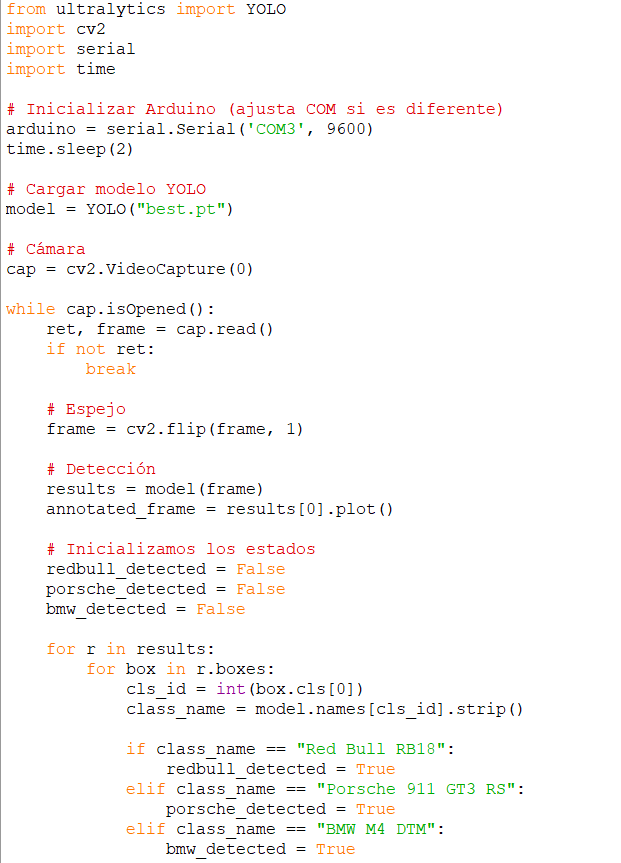 from ultralytics import YOLO
import cv2
import serial
import time

# Inicializar Arduino (ajusta COM si es diferente)
arduino = serial.Serial('COM3', 9600)
time.sleep(2)

# Cargar modelo YOLO
model = YOLO("best.pt")

# Cámara
cap = cv2.VideoCapture(0)

while cap.isOpened():
    ret, frame = cap.read()
    if not ret:
        break

    # Espejo
    frame = cv2.flip(frame, 1)

    # Detección
    results = model(frame)
    annotated_frame = results[0].plot()

    # Inicializamos los estados
    redbull_detected = False
    porsche_detected = False
    bmw_detected = False

    for r in results:
        for box in r.boxes:
            cls_id = int(box.cls[0])
            class_name = model.names[cls_id].strip()

            if class_name == "Red Bull RB18":
                redbull_detected = True
            elif class_name == "Porsche 911 GT3 RS":
                porsche_detected = True
            elif class_name == "BMW M4 DTM":
                bmw_detected = True